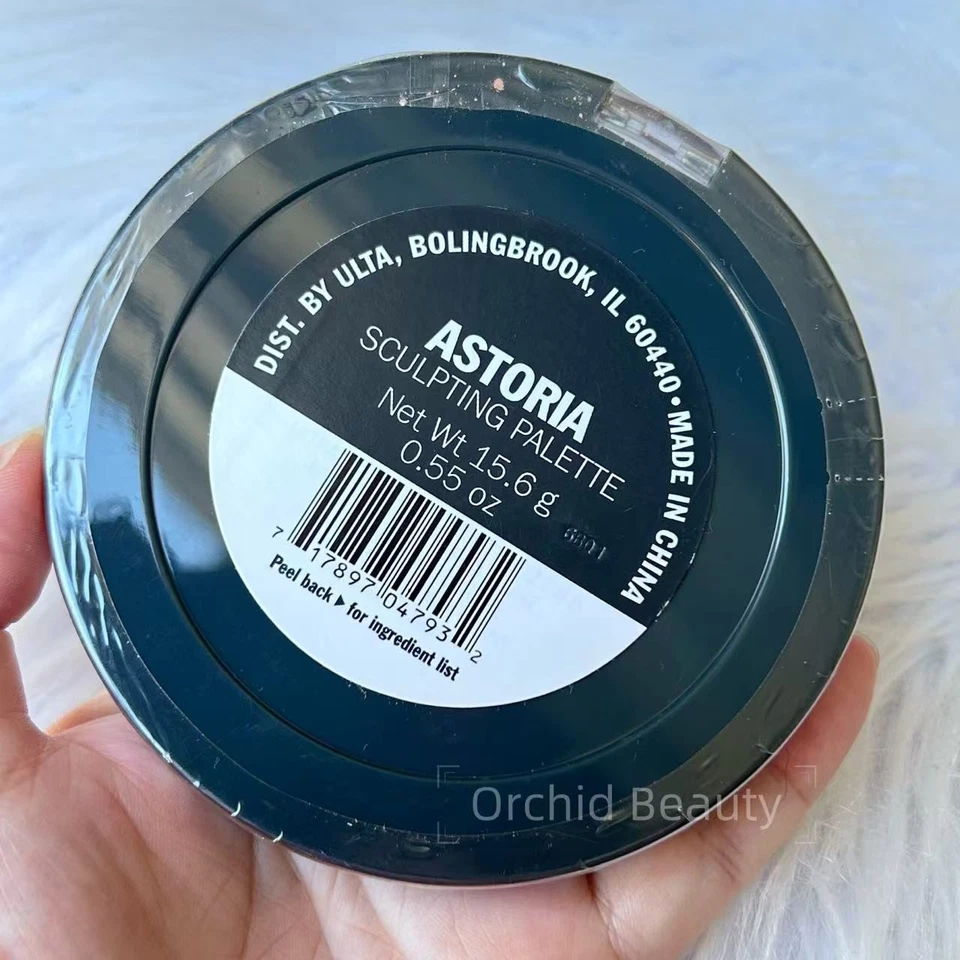 DIST. BY ULTA, BOLINGBROOK, IL 60440 • MADE IN CHINA
ASTORIA
SCULPTING PALETTE
Net Wt 15.6 g
0.55 oz
7 17897 04793 2
Peel back ▶ for ingredient list
Orchid Beauty